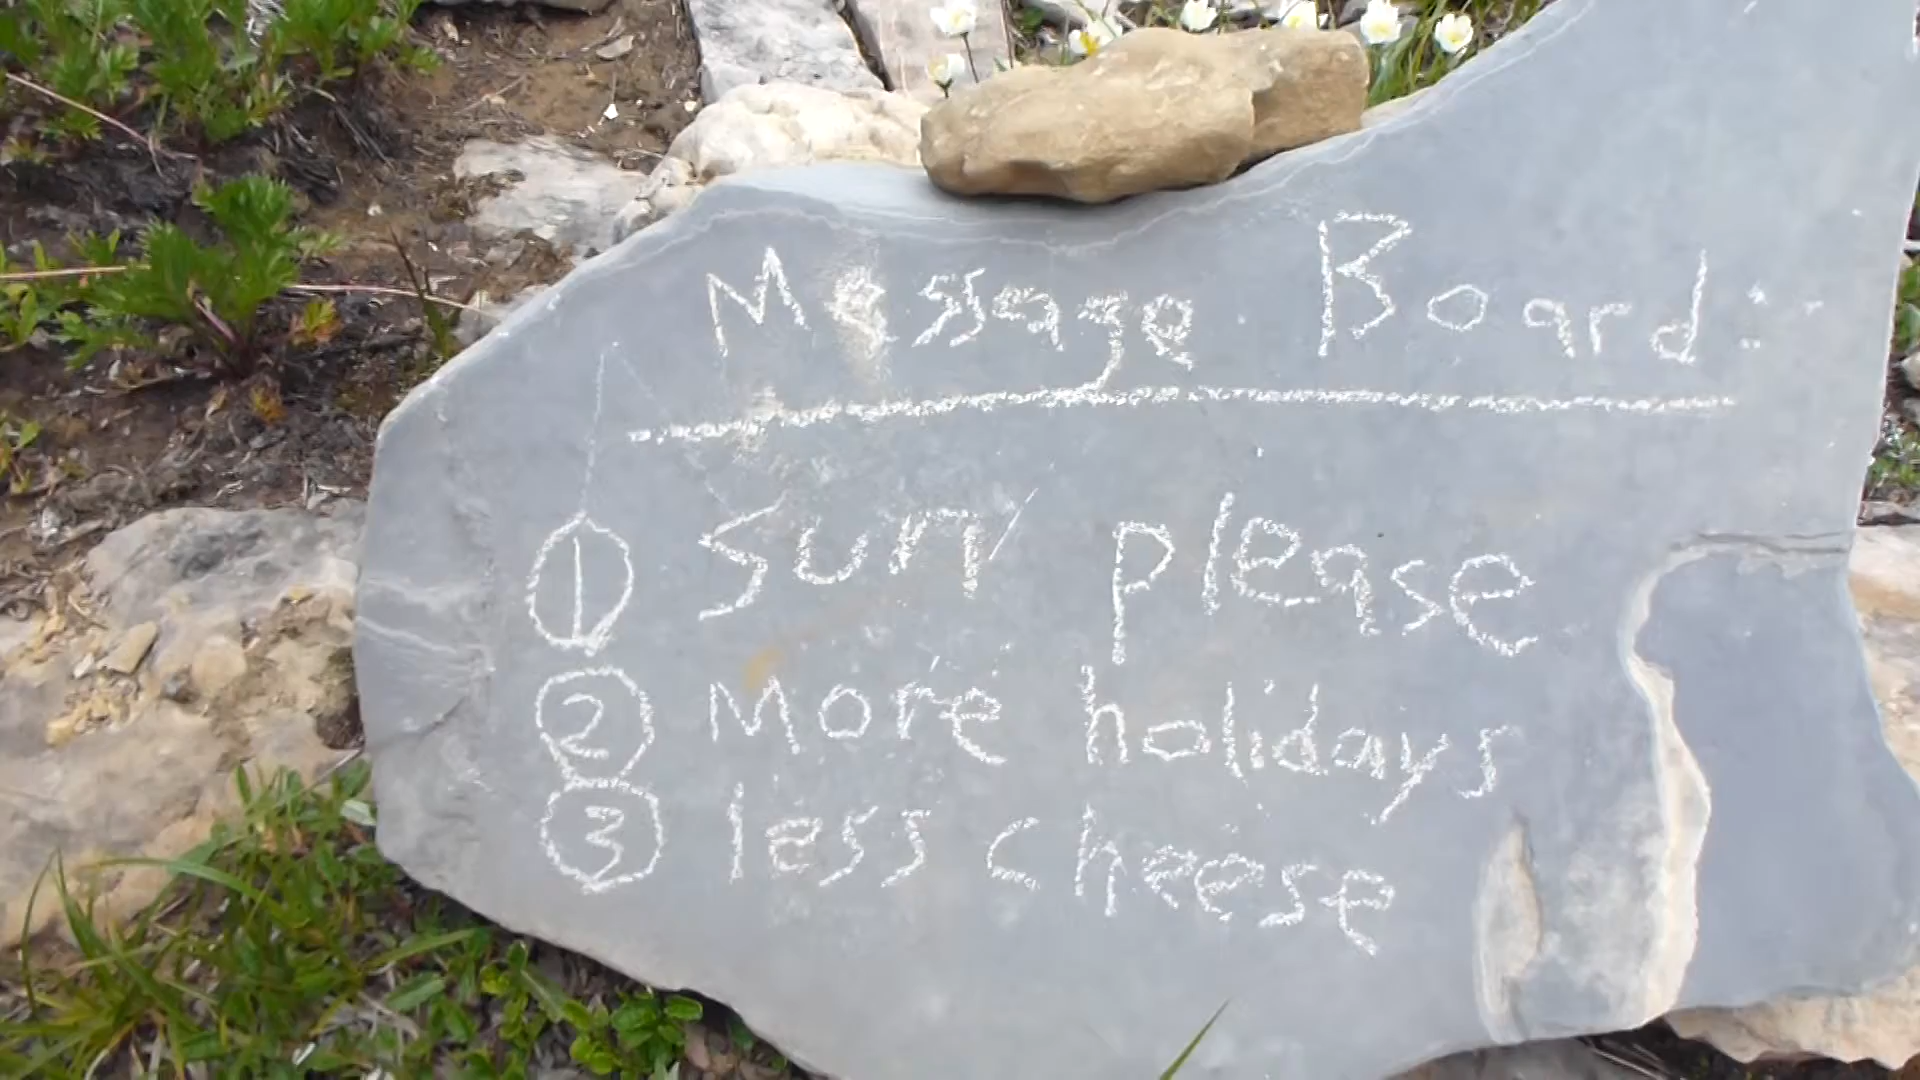 Message Board:-
① Sun please
② More holidays
③ less cheese